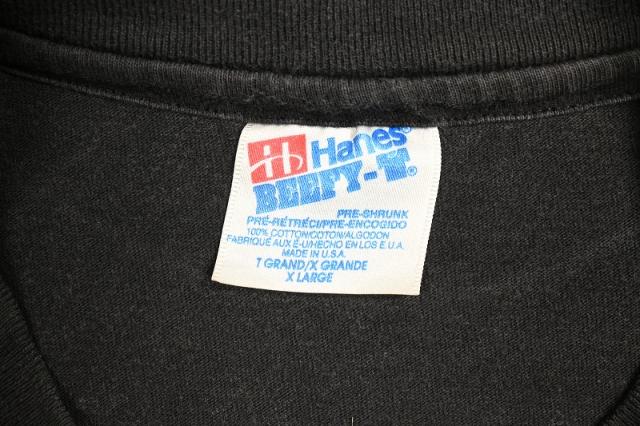 Hanes®
BEEFY-T®
PRE-SHRUNK
PRÉ-RÉTRÉCI/PRE-ENCOGIDO
100% COTTON/COTON/ALGODON
FABRIQUÉ AUX É-U/HECHO EN LOS E.U.A.
MADE IN U.S.A.
T GRAND/X GRANDE
X LARGE